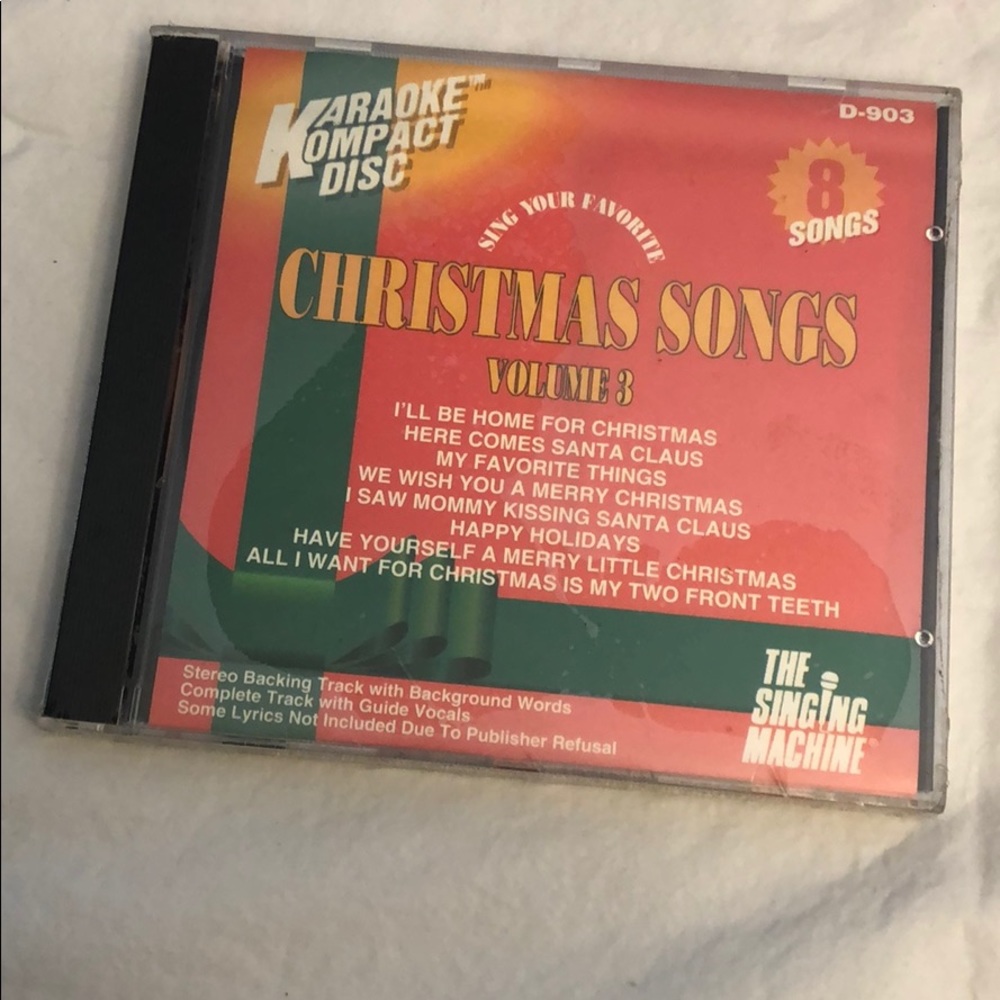 KARAOKE™
KOMPACT
DISC
D-903
8
SONGS
SING YOUR FAVORITE
CHRISTMAS SONGS
VOLUME 3
I'LL BE HOME FOR CHRISTMAS
HERE COMES SANTA CLAUS
MY FAVORITE THINGS
WE WISH YOU A MERRY CHRISTMAS
I SAW MOMMY KISSING SANTA CLAUS
HAPPY HOLIDAYS
HAVE YOURSELF A MERRY LITTLE CHRISTMAS
ALL I WANT FOR CHRISTMAS IS MY TWO FRONT TEETH
Stereo Backing Track with Background Words
Complete Track with Guide Vocals
Some Lyrics Not Included Due To Publisher Refusal
THE
SINGING
MACHINE